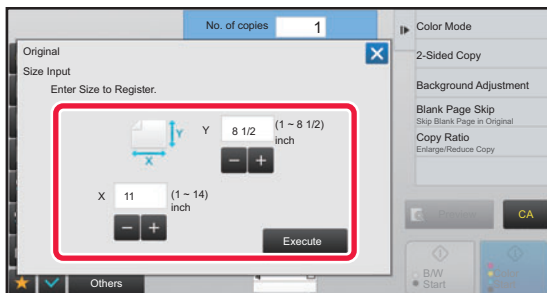 No. of copies 1
Original
Size Input
Enter Size to Register.
Y
X
Y 8 1/2 (1 ~ 8 1/2)
inch
X 11 (1 ~ 14)
inch
Execute
Others
Color Mode
2-Sided Copy
Background Adjustment
Blank Page Skip
Skip Blank Page in Original
Copy Ratio
Enlarge/Reduce Copy
CA
B/W
Start
Start